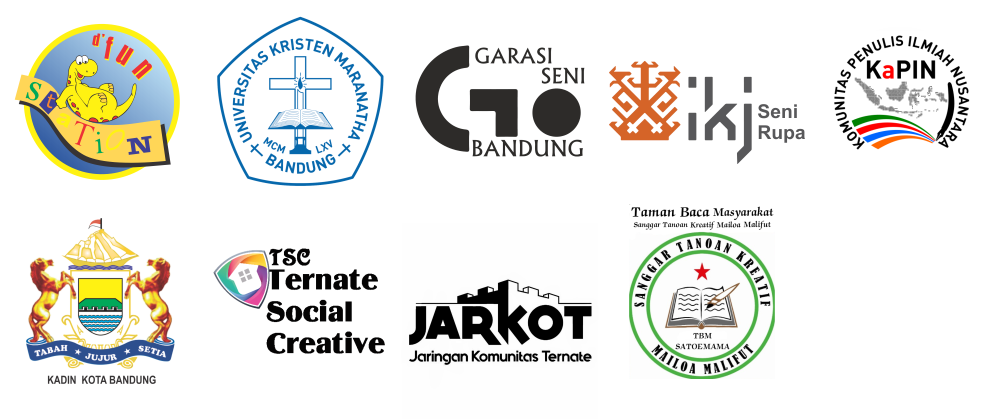 d'fun
StaTiON
UNIVERSITAS KRISTEN MARANATHA
MCM LXV
BANDUNG
GARASI
SENI
GO
BANDUNG
ikj
Seni
Rupa
KOMUNITAS PENULIS ILMIAH NUSANTARA
KaPIN
TABAH ★ JUJUR ★ SETIA
KADIN KOTA BANDUNG
TSC
Ternate
Social
Creative
JARKOT
Jaringan Komunitas Ternate
Taman Baca Masyarakat
Sanggar Tanoan Kreatif Mailoa Malifut
SANGGAR TANOAN KREATIF
TBM
SATOEMAMA
MAILOA MALIFUT